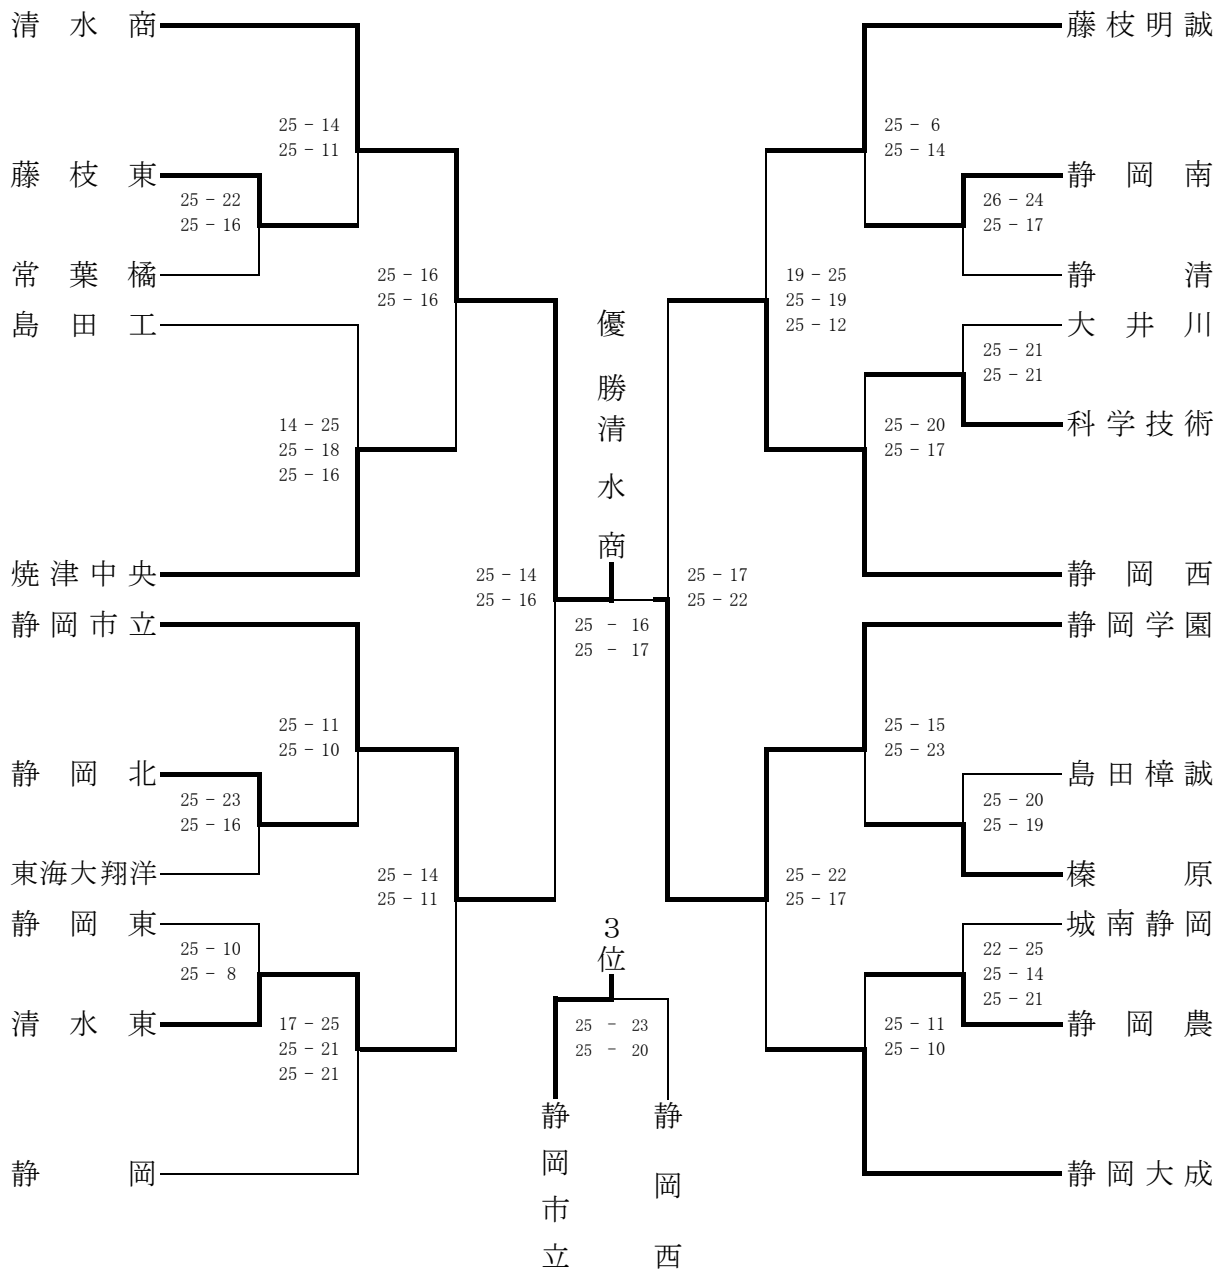 清水商
25 - 14
25 - 11
藤枝東
25 - 22
25 - 16
常葉橘
25 - 16
25 - 16
島田工
14 - 25
25 - 18
25 - 16
焼津中央
25 - 14
25 - 16
静岡市立
25 - 11
25 - 10
静岡北
25 - 23
25 - 16
東海大翔洋
25 - 14
25 - 11
静岡東
25 - 10
25 - 8
清水東
17 - 25
25 - 21
25 - 21
静岡
優勝
清水商
25 - 16
25 - 17
3位
25 - 23
25 - 20
静岡市立
静岡西
藤枝明誠
25 - 6
25 - 14
静岡南
26 - 24
25 - 17
静清
19 - 25
25 - 19
25 - 12
大井川
25 - 21
25 - 21
科学技術
25 - 20
25 - 17
静岡西
25 - 17
25 - 22
静岡学園
25 - 15
25 - 23
島田樟誠
25 - 20
25 - 19
榛原
25 - 22
25 - 17
城南静岡
22 - 25
25 - 14
25 - 21
静岡農
25 - 11
25 - 10
静岡大成